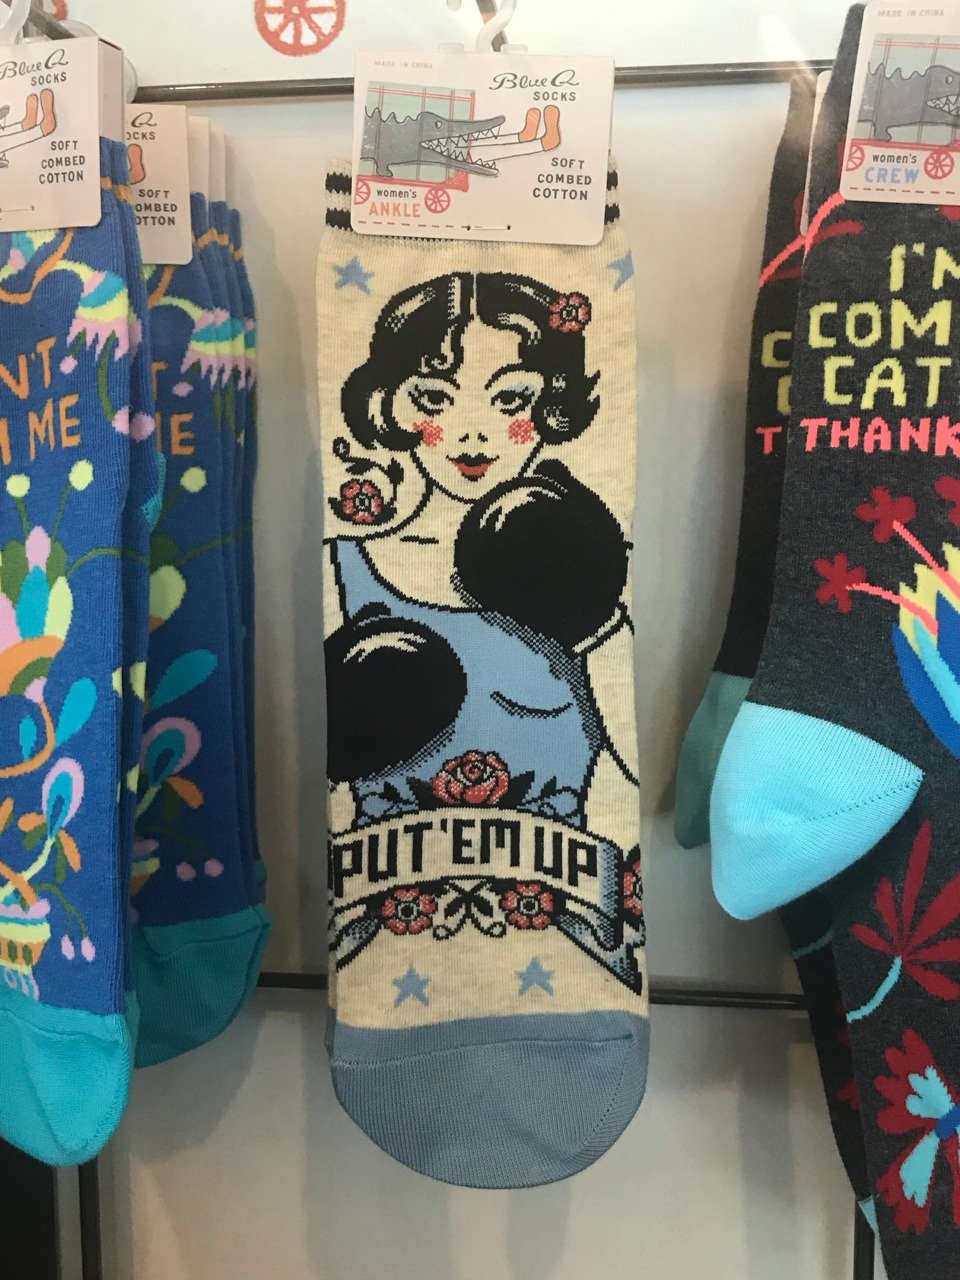 Blue Q
SOCKS
SOFT
COMBED
COTTON
N'T
ME
Q
SOCKS
SOFT
COMBED
COTTON
MADE IN CHINA
Blue Q
SOCKS
SOFT
COMBED
COTTON
women's
ANKLE
PUT 'EM UP
MADE IN CHINA
women's
CREW
I'M
COM
CAT
THANK